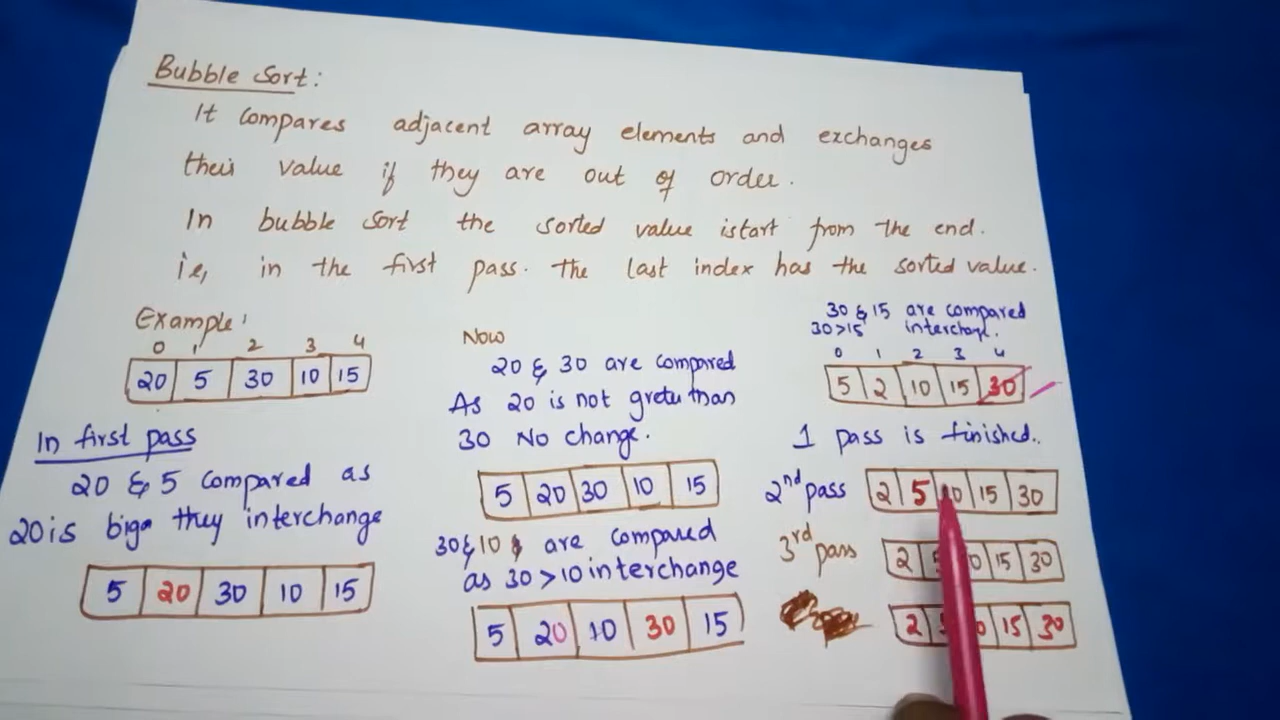 Bubble Sort:
It compares adjacent array elements and exchanges
their value if they are out of order.
In bubble sort the sorted value istart from the end.
ie, in the first pass. the last index has the sorted value.
Example:
0 1 2 3 4
20 5 30 10 15
In first pass
20 & 5 compared as
20 is biga they interchange
5 20 30 10 15
Now
20 & 30 are compared
As 20 is not gretuthan
30 No change.
5 20 30 10 15
30 & 10 are compared
as 30 > 10 interchange
5 20 10 30 15
30 & 15 are compared
30>15 interchange.
0 1 2 3 4
5 2 10 15 30
1 pass is finished..
2nd pass 2 5 10 15 30
3rd pass 2 15 30
2 15 30